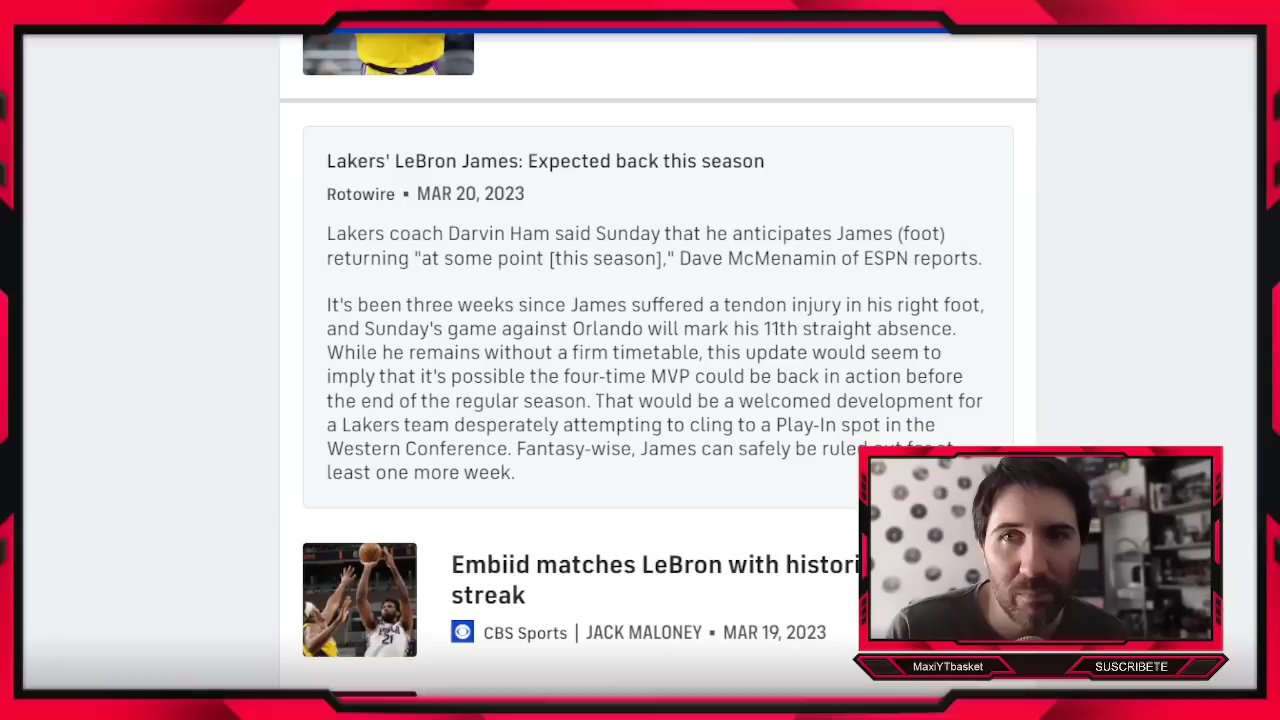 Lakers' LeBron James: Expected back this season
Rotowire ▪ MAR 20, 2023
Lakers coach Darvin Ham said Sunday that he anticipates James (foot)
returning "at some point [this season]," Dave McMenamin of ESPN reports.
It's been three weeks since James suffered a tendon injury in his right foot,
and Sunday's game against Orlando will mark his 11th straight absence.
While he remains without a firm timetable, this update would seem to
imply that it's possible the four-time MVP could be back in action before
the end of the regular season. That would be a welcomed development for
a Lakers team desperately attempting to cling to a Play-In spot in the
Western Conference. Fantasy-wise, James can safely be ruled
least one more week.
Embiid matches LeBron with
streak
CBS Sports | JACK MALONEY ▪ MAR 19, 2023
21
MaxiYTbasket
SUSCRIBETE